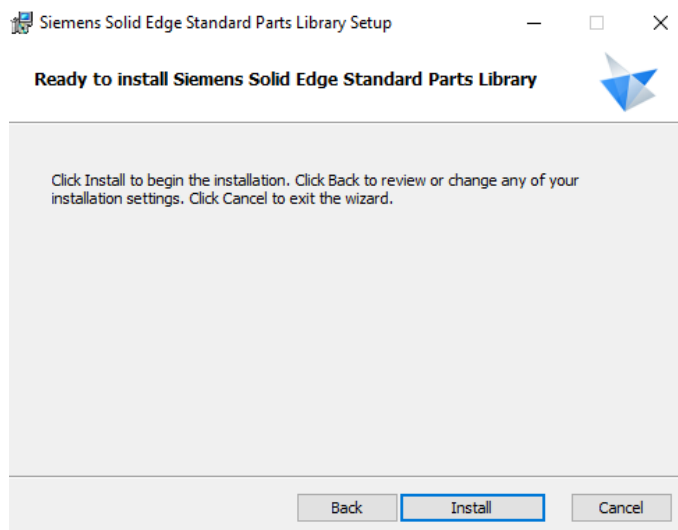 Siemens Solid Edge Standard Parts Library Setup
Ready to install Siemens Solid Edge Standard Parts Library
Click Install to begin the installation. Click Back to review or change any of your
installation settings. Click Cancel to exit the wizard.
Back Install Cancel